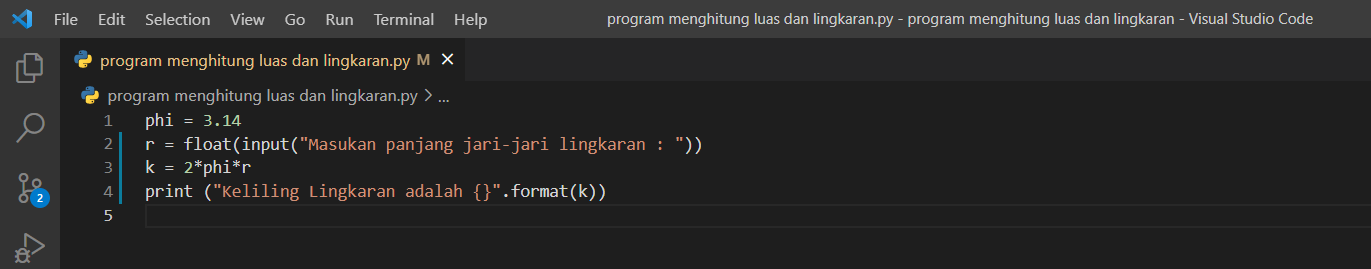 File Edit Selection View Go Run Terminal Help program menghitung luas dan lingkaran.py - program menghitung luas dan lingkaran - Visual Studio Code
program menghitung luas dan lingkaran.py M ×
program menghitung luas dan lingkaran.py > ...
1 phi = 3.14
2 r = float(input("Masukan panjang jari-jari lingkaran : "))
3 k = 2*phi*r
4 print ("Keliling Lingkaran adalah {}".format(k))
5
2